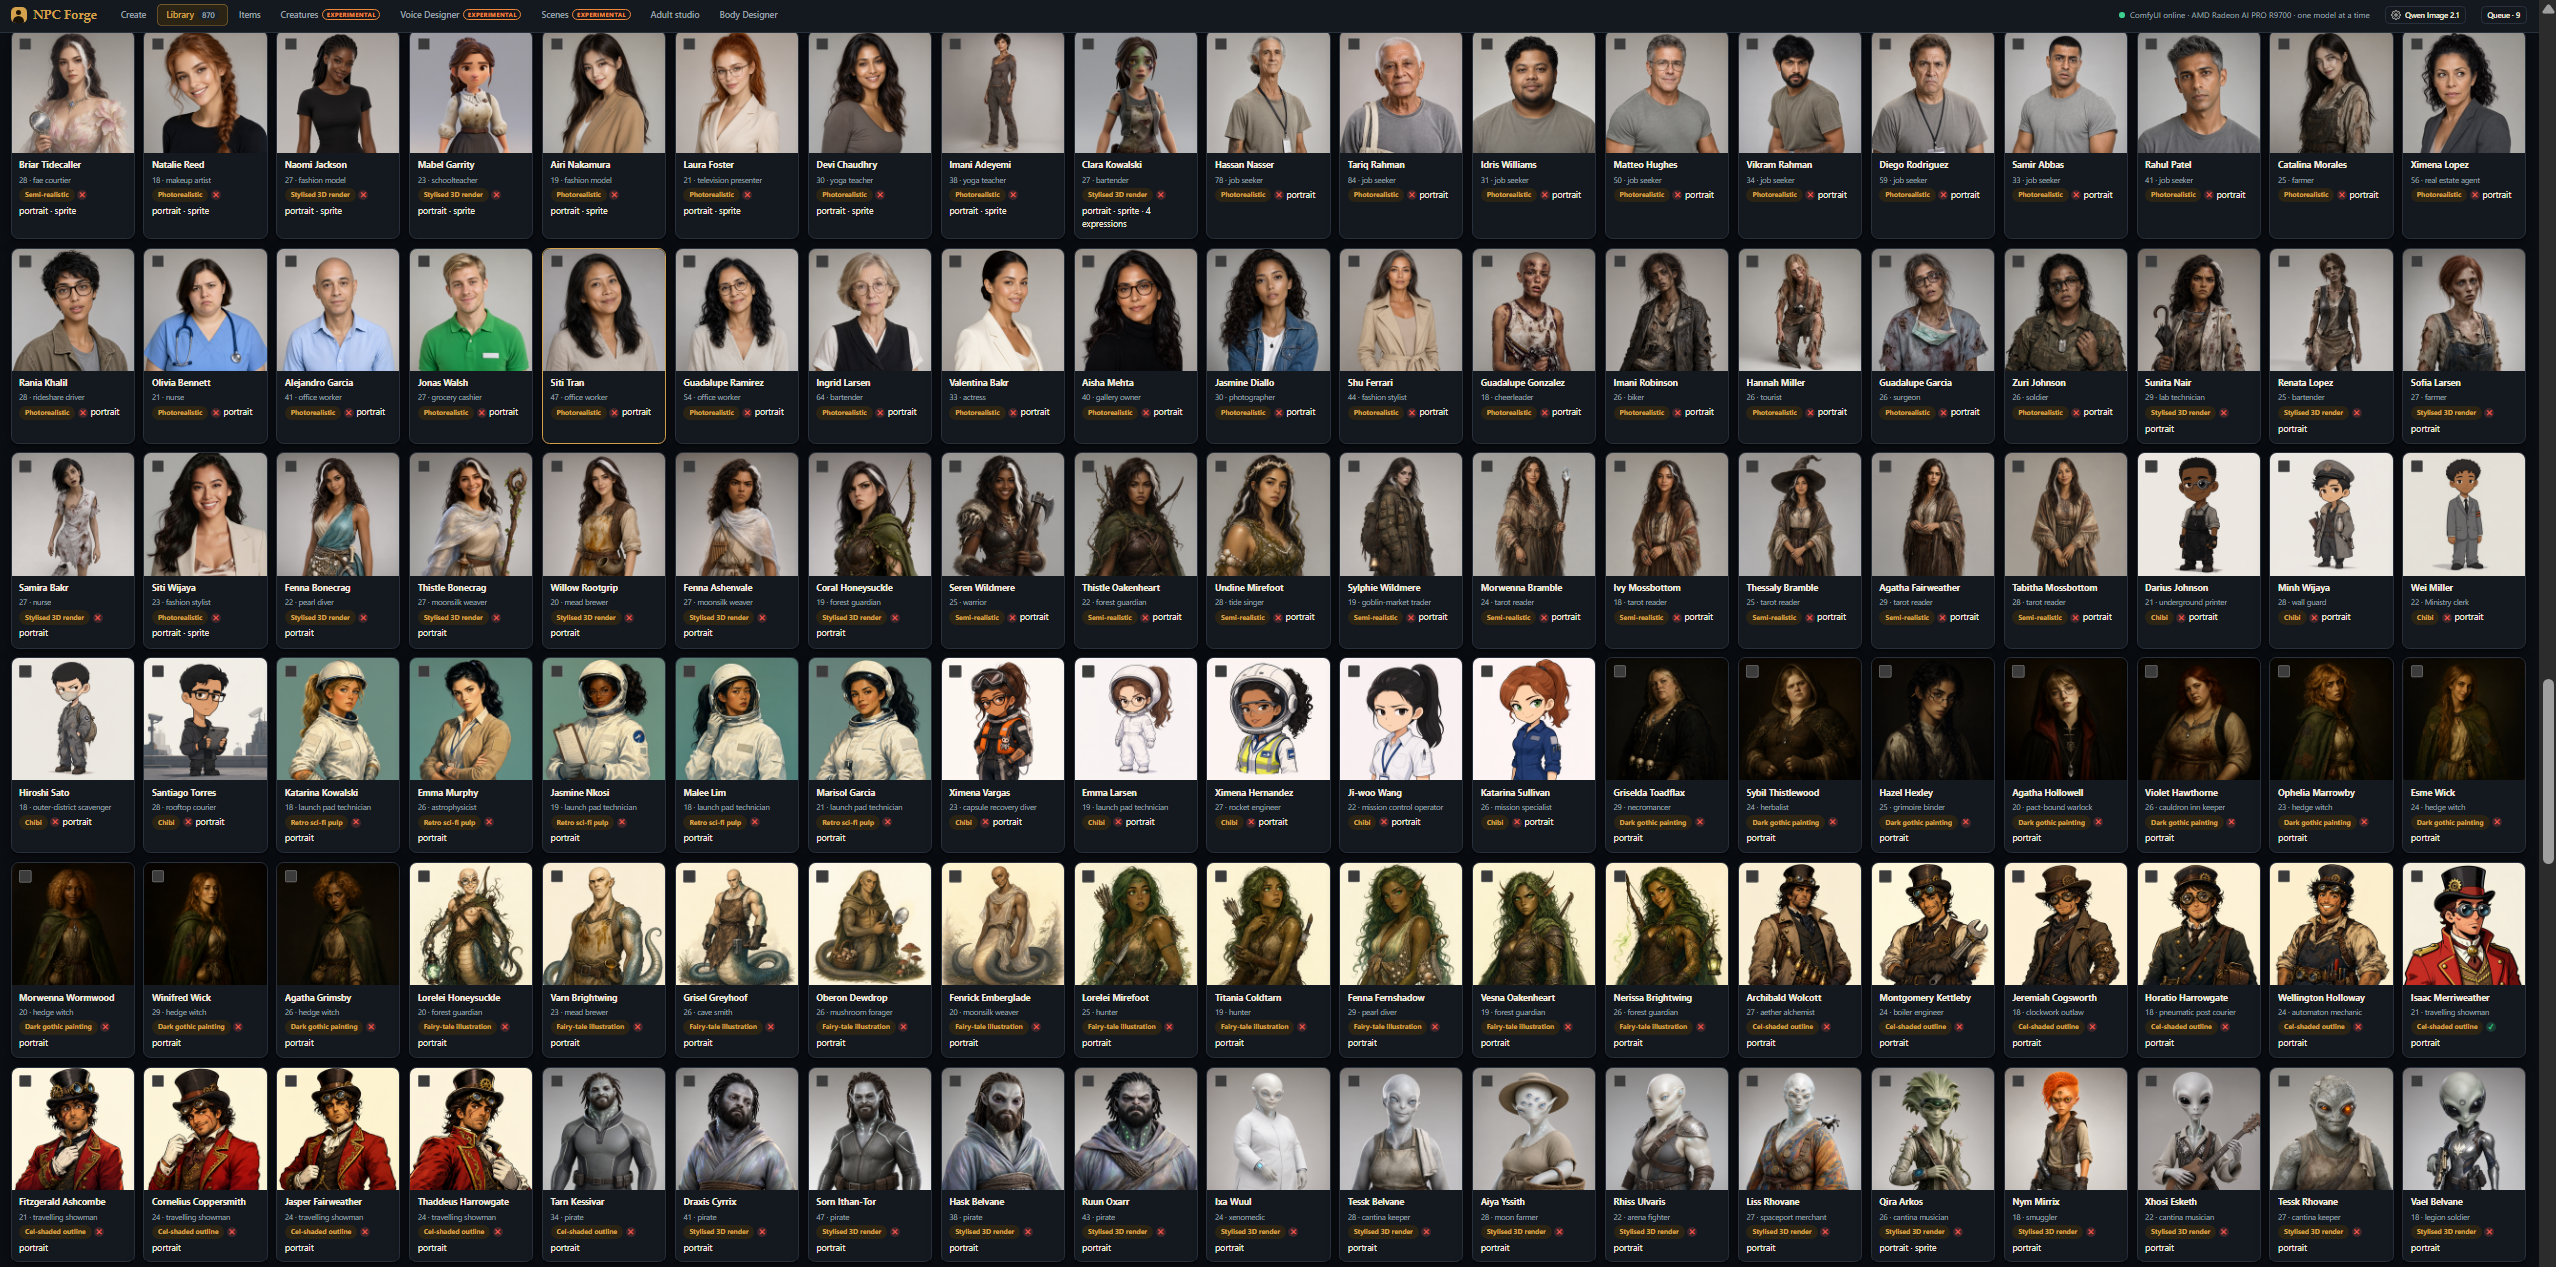 NPC Forge
Create
Library 870
Items
Creatures EXPERIMENTAL
Voice Designer EXPERIMENTAL
Scenes EXPERIMENTAL
Adult studio
Body Designer
ComfyUI online · AMD Radeon AI PRO R9700 · one model at a time
Qwen Image 2.1
Queue · 9
Briar Tidecaller
28 · fae courtier
Semi-realistic
portrait · sprite
Natalie Reed
18 · makeup artist
Photorealistic
portrait · sprite
Naomi Jackson
27 · fashion model
Stylised 3D render
portrait · sprite
Mabel Garrity
23 · schoolteacher
Stylised 3D render
portrait · sprite
Airi Nakamura
19 · fashion model
Photorealistic
portrait · sprite
Laura Foster
21 · television presenter
Photorealistic
portrait · sprite
Devi Chaudhry
30 · yoga teacher
Photorealistic
portrait · sprite
Imani Adeyemi
38 · yoga teacher
Photorealistic
portrait · sprite
Clara Kowalski
27 · bartender
Stylised 3D render
portrait · sprite · 4
expressions
Hassan Nasser
78 · job seeker
Photorealistic portrait
Tariq Rahman
84 · job seeker
Photorealistic portrait
Idris Williams
31 · job seeker
Photorealistic portrait
Matteo Hughes
50 · job seeker
Photorealistic portrait
Vikram Rahman
34 · job seeker
Photorealistic portrait
Diego Rodriguez
59 · job seeker
Photorealistic portrait
Samir Abbas
33 · job seeker
Photorealistic portrait
Rahul Patel
41 · job seeker
Photorealistic portrait
Catalina Morales
25 · farmer
Photorealistic portrait
Ximena Lopez
56 · real estate agent
Photorealistic portrait
Rania Khalil
28 · rideshare driver
Photorealistic portrait
Olivia Bennett
21 · nurse
Photorealistic portrait
Alejandro Garcia
41 · office worker
Photorealistic portrait
Jonas Walsh
27 · grocery cashier
Photorealistic portrait
Siti Tran
47 · office worker
Photorealistic portrait
Guadalupe Ramirez
54 · office worker
Photorealistic portrait
Ingrid Larsen
64 · bartender
Photorealistic portrait
Valentina Bakr
33 · actress
Photorealistic portrait
Aisha Mehta
40 · gallery owner
Photorealistic portrait
Jasmine Diallo
30 · photographer
Photorealistic portrait
Shu Ferrari
44 · fashion stylist
Photorealistic portrait
Guadalupe Gonzalez
18 · cheerleader
Photorealistic portrait
Imani Robinson
26 · biker
Photorealistic portrait
Hannah Miller
26 · tourist
Photorealistic portrait
Guadalupe Garcia
26 · surgeon
Photorealistic portrait
Zuri Johnson
26 · soldier
Photorealistic portrait
Sunita Nair
29 · lab technician
Stylised 3D render
portrait
Renata Lopez
25 · bartender
Stylised 3D render
portrait
Sofia Larsen
27 · farmer
Stylised 3D render
portrait
Samira Bakr
27 · nurse
Stylised 3D render
portrait
Siti Wijaya
23 · fashion stylist
Photorealistic
portrait · sprite
Fenna Bonecrag
22 · pearl diver
Stylised 3D render
portrait
Thistle Bonecrag
27 · moonsilk weaver
Stylised 3D render
portrait
Willow Rootgrip
20 · mead brewer
Stylised 3D render
portrait
Fenna Ashenvale
27 · moonsilk weaver
Stylised 3D render
portrait
Coral Honeysuckle
19 · forest guardian
Stylised 3D render
portrait
Seren Wildmere
25 · warrior
Semi-realistic portrait
Thistle Oakenheart
22 · forest guardian
Semi-realistic portrait
Undine Mirefoot
28 · tide singer
Semi-realistic portrait
Sylphie Wildmere
19 · goblin-market trader
Semi-realistic portrait
Morwenna Bramble
24 · tarot reader
Semi-realistic portrait
Ivy Mossbottom
18 · tarot reader
Semi-realistic portrait
Thessaly Bramble
25 · tarot reader
Semi-realistic portrait
Agatha Fairweather
29 · tarot reader
Semi-realistic portrait
Tabitha Mossbottom
28 · tarot reader
Semi-realistic portrait
Darius Johnson
21 · underground printer
Chibi portrait
Minh Wijaya
28 · wall guard
Chibi portrait
Wei Miller
22 · Ministry clerk
Chibi portrait
Hiroshi Sato
18 · outer-district scavenger
Chibi portrait
Santiago Torres
28 · rooftop courier
Chibi portrait
Katarina Kowalski
18 · launch pad technician
Retro sci-fi pulp
portrait
Emma Murphy
26 · astrophysicist
Retro sci-fi pulp
portrait
Jasmine Nkosi
19 · launch pad technician
Retro sci-fi pulp
portrait
Malee Lim
18 · launch pad technician
Retro sci-fi pulp
portrait
Marisol Garcia
21 · launch pad technician
Retro sci-fi pulp
portrait
Ximena Vargas
23 · capsule recovery diver
Chibi portrait
Emma Larsen
19 · launch pad technician
Chibi portrait
Ximena Hernandez
27 · rocket engineer
Chibi portrait
Ji-woo Wang
22 · mission control operator
Chibi portrait
Katarina Sullivan
26 · mission specialist
Chibi portrait
Griselda Toadflax
29 · necromancer
Dark gothic painting
portrait
Sybil Thistlewood
24 · herbalist
Dark gothic painting
portrait
Hazel Hexley
25 · grimoire binder
Dark gothic painting
portrait
Agatha Hollowell
20 · pact-bound warlock
Dark gothic painting
portrait
Violet Hawthorne
26 · cauldron inn keeper
Dark gothic painting
portrait
Ophelia Marrowby
23 · hedge witch
Dark gothic painting
portrait
Esme Wick
24 · hedge witch
Dark gothic painting
portrait
Morwenna Wormwood
20 · hedge witch
Dark gothic painting
portrait
Winifred Wick
29 · hedge witch
Dark gothic painting
portrait
Agatha Grimsby
26 · hedge witch
Dark gothic painting
portrait
Lorelei Honeysuckle
20 · forest guardian
Fairy-tale illustration
portrait
Varn Brightwing
23 · mead brewer
Fairy-tale illustration
portrait
Grisel Greyhoof
26 · cave smith
Fairy-tale illustration
portrait
Oberon Dewdrop
26 · mushroom forager
Fairy-tale illustration
portrait
Fenrick Emberglade
20 · moonsilk weaver
Fairy-tale illustration
portrait
Lorelei Mirefoot
25 · hunter
Fairy-tale illustration
portrait
Titania Coldtarn
19 · hunter
Fairy-tale illustration
portrait
Fenna Fernshadow
29 · pearl diver
Fairy-tale illustration
portrait
Vesna Oakenheart
19 · forest guardian
Fairy-tale illustration
portrait
Nerissa Brightwing
26 · forest guardian
Fairy-tale illustration
portrait
Archibald Wolcott
27 · aether alchemist
Cel-shaded outline
portrait
Montgomery Kettleby
24 · boiler engineer
Cel-shaded outline
portrait
Jeremiah Cogsworth
18 · clockwork outlaw
Cel-shaded outline
portrait
Horatio Harrowgate
18 · pneumatic post courier
Cel-shaded outline
portrait
Wellington Holloway
24 · automaton mechanic
Cel-shaded outline
portrait
Isaac Merriweather
21 · travelling showman
Cel-shaded outline
portrait
Fitzgerald Ashcombe
21 · travelling showman
Cel-shaded outline
portrait
Cornelius Coppersmith
24 · travelling showman
Cel-shaded outline
portrait
Jasper Fairweather
24 · travelling showman
Cel-shaded outline
portrait
Thaddeus Harrowgate
24 · travelling showman
Cel-shaded outline
portrait
Tarn Kessivar
34 · pirate
Cel-shaded outline
portrait
Draxis Cyrrix
41 · pirate
Stylised 3D render
portrait
Sorn Ithan-Tor
47 · pirate
Stylised 3D render
portrait
Hask Belvane
38 · pirate
Stylised 3D render
portrait
Ruun Oxarr
43 · pirate
Stylised 3D render
portrait
Ixa Wuul
24 · xenomedic
Stylised 3D render
portrait
Tessk Belvane
28 · cantina keeper
Stylised 3D render
portrait
Aiya Yssith
28 · moon farmer
Stylised 3D render
portrait
Rhiss Ulvaris
22 · arena fighter
Stylised 3D render
portrait
Liss Rhovane
27 · spaceport merchant
Stylised 3D render
portrait
Qira Arkos
26 · cantina musician
Stylised 3D render
portrait · sprite
Nym Mirrix
18 · smuggler
Stylised 3D render
portrait
Xhosi Esketh
22 · cantina musician
Stylised 3D render
portrait
Tessk Rhovane
27 · cantina keeper
Stylised 3D render
portrait
Vael Belvane
18 · legion soldier
Stylised 3D render
portrait